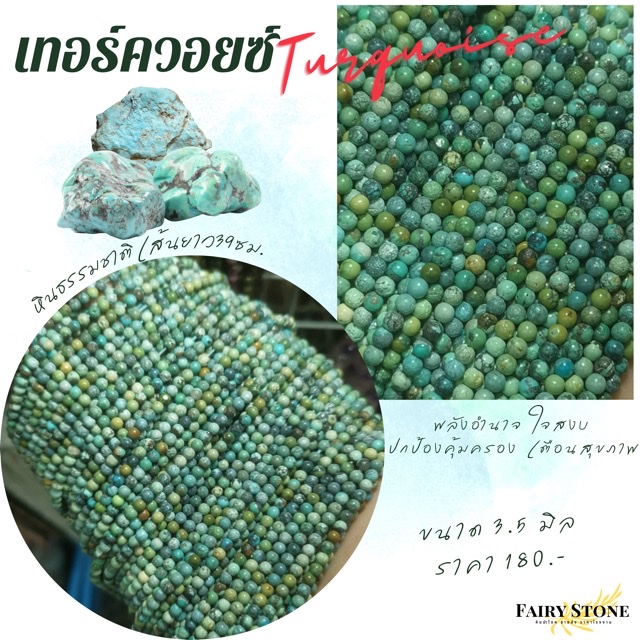 เทอร์ควอยซ์ Turquoise
หินธรรมชาติ เส้นยาว39ซม.
พลังอำนาจ ใจสงบ
ปกป้องคุ้มครอง เตือนสุขภาพ
ขนาด 3.5 มิล
ราคา 180.-
FAIRY STONE